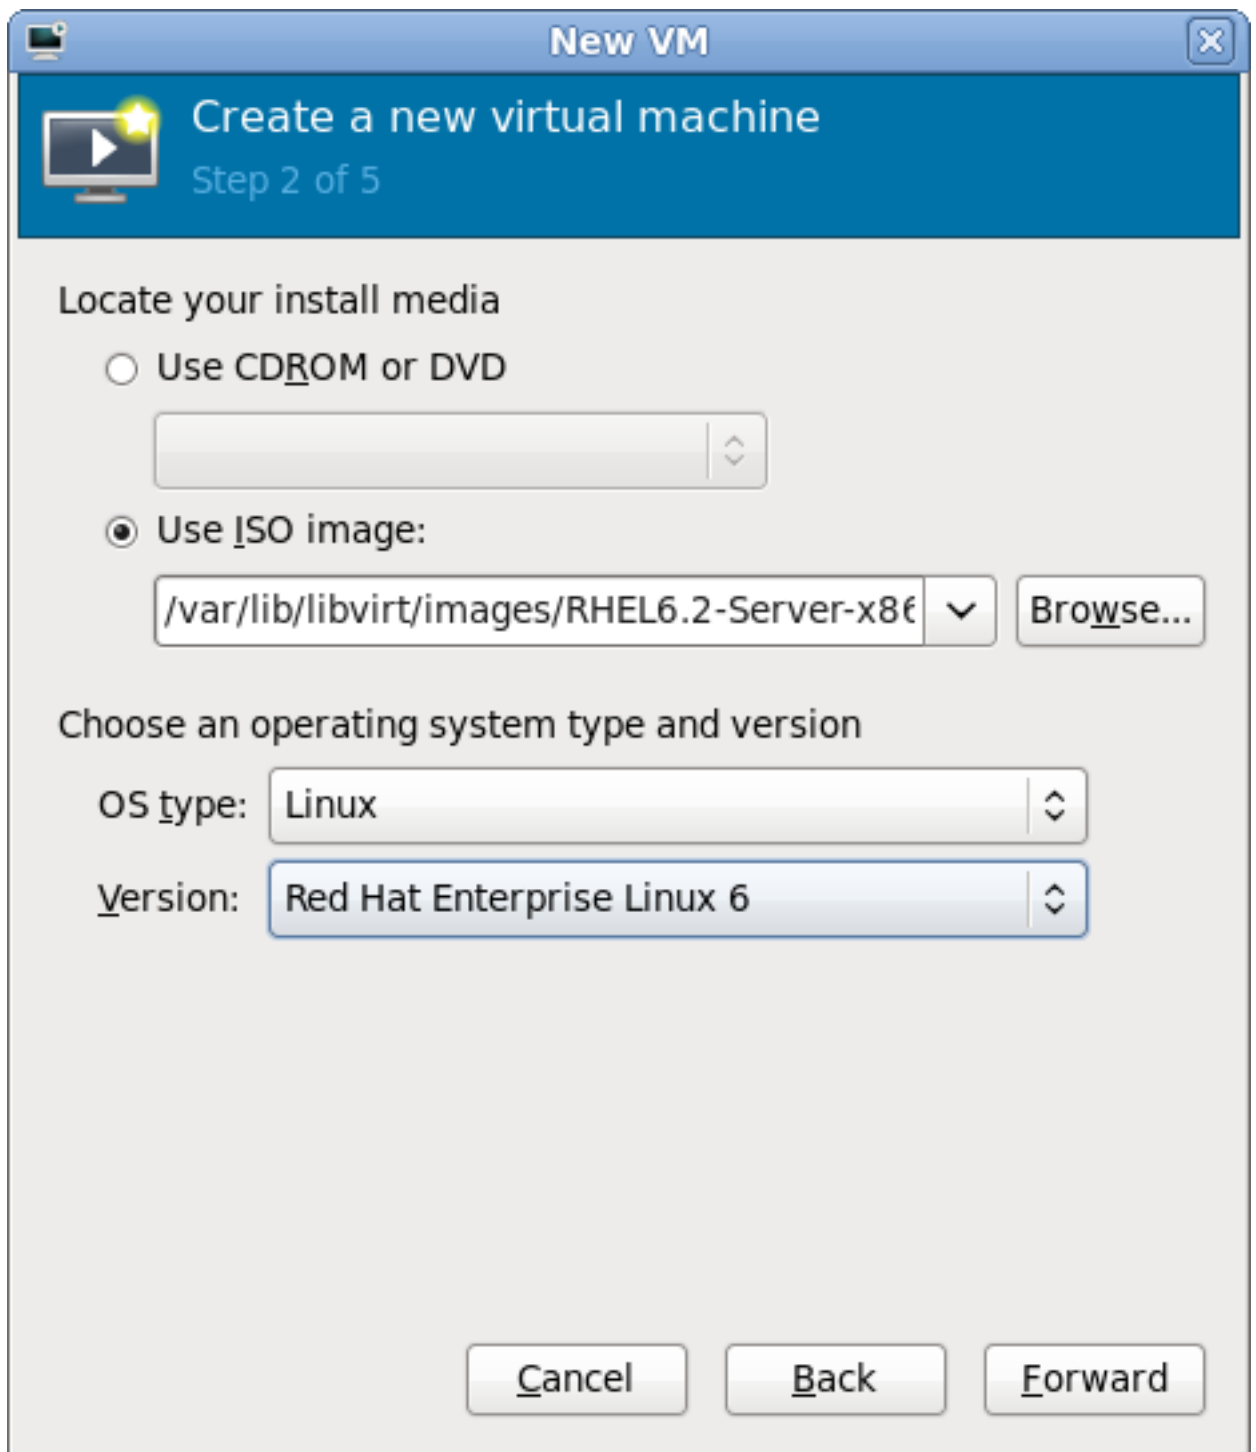 New VM
Create a new virtual machine
Step 2 of 5
Locate your install media
Use CDROM or DVD
Use ISO image:
/var/lib/libvirt/images/RHEL6.2-Server-x86
Browse...
Choose an operating system type and version
OS type:
Linux
Version:
Red Hat Enterprise Linux 6
Cancel
Back
Forward